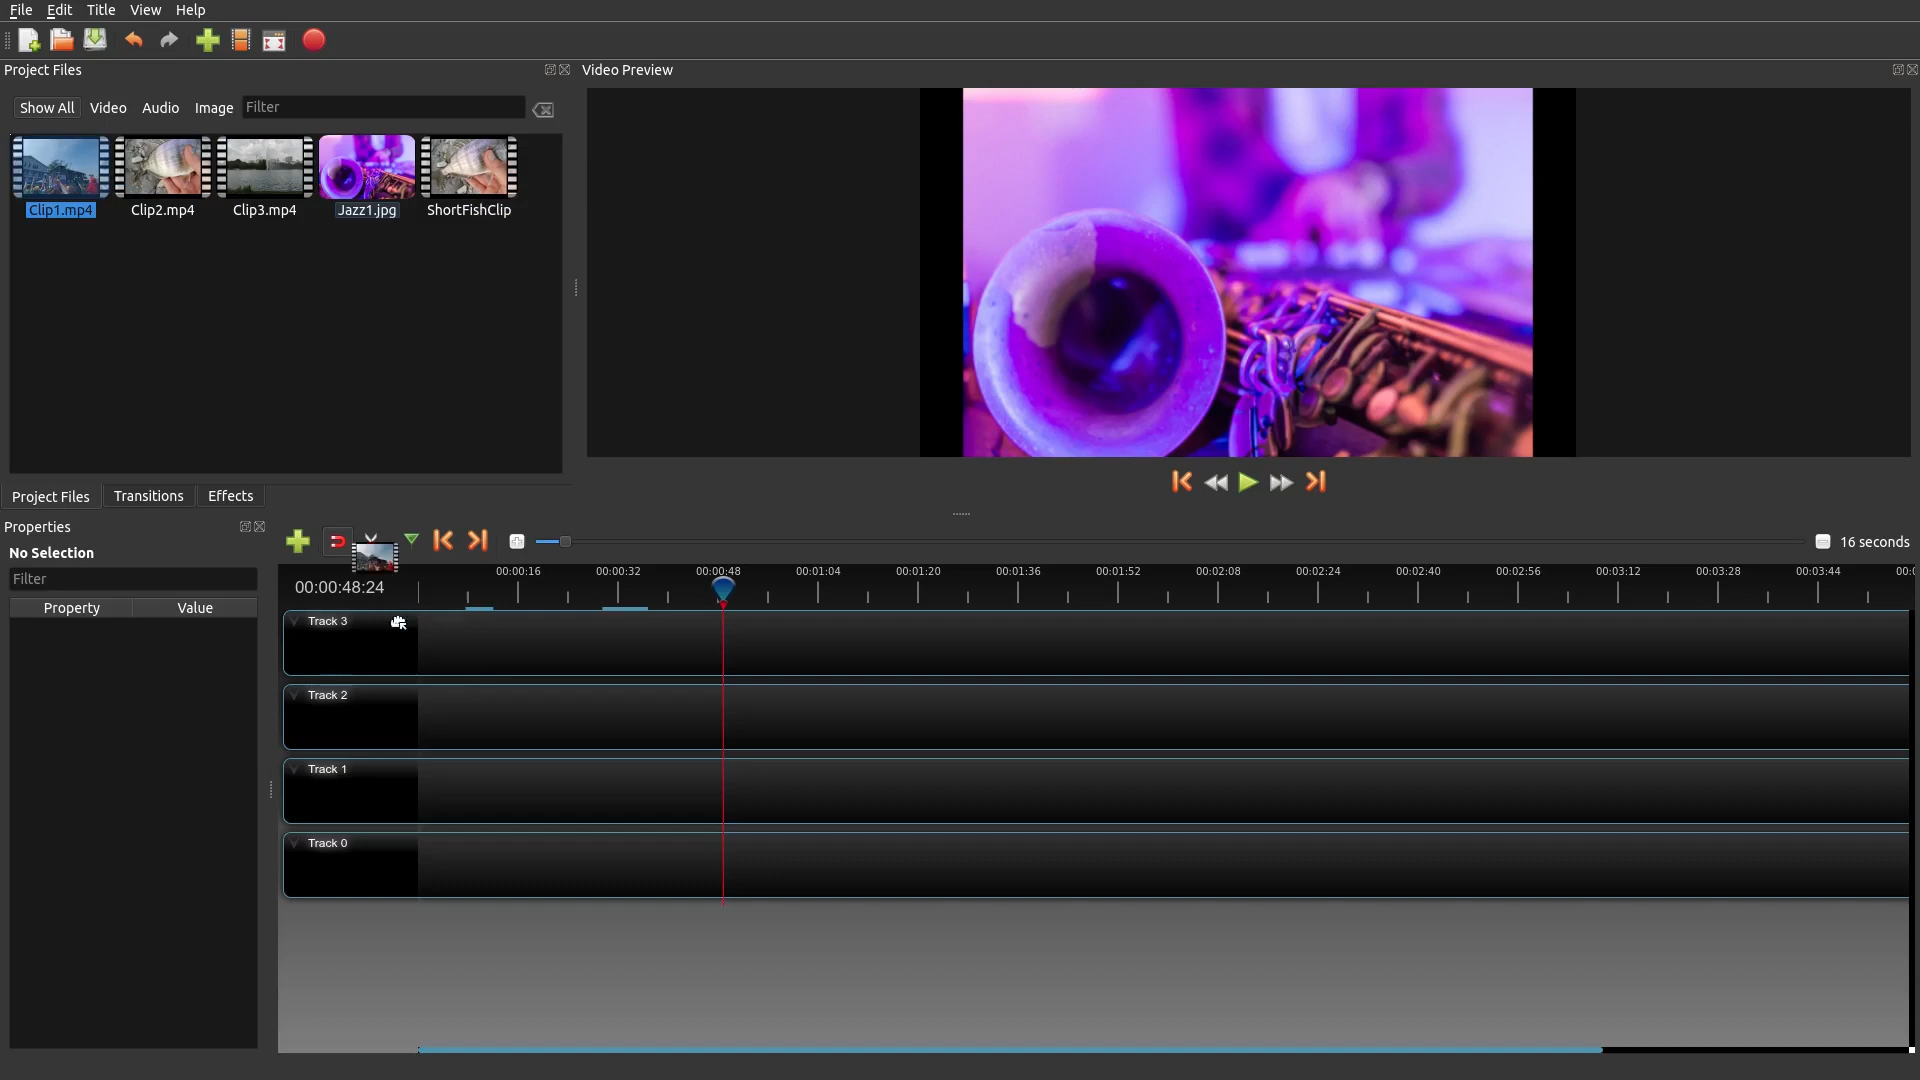 File Edit Title View Help
Project Files
Video Preview
Show All Video Audio Image Filter
Clip1.mp4 Clip2.mp4 Clip3.mp4 Jazz1.jpg ShortFishClip
Project Files Transitions Effects
Properties
No Selection
16 seconds
Filter
00:00:16 00:00:32 00:00:48 00:01:04 00:01:20 00:01:36 00:01:52 00:02:08 00:02:24 00:02:40 00:02:56 00:03:12 00:03:28 00:03:44 00:0
00:00:48:24
Property Value
Track 3
Track 2
Track 1
Track 0